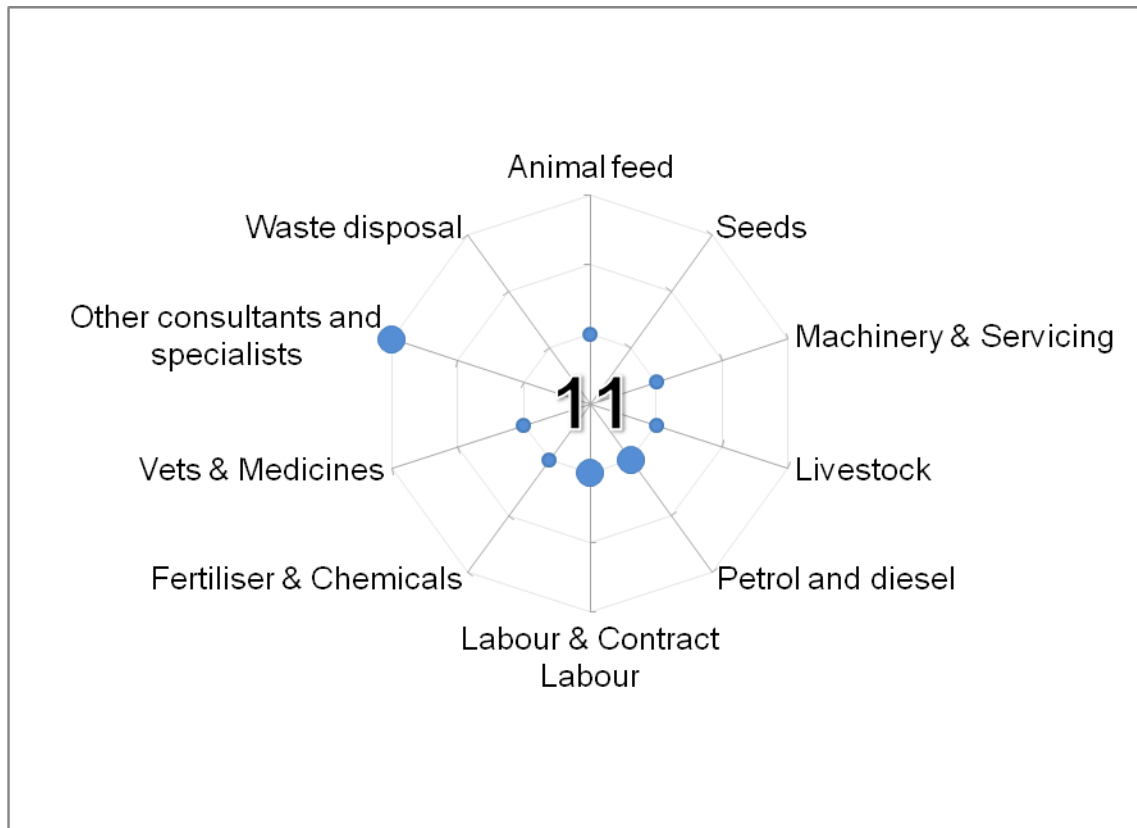 Animal feed
Waste disposal
Seeds
Other consultants and
specialists
Machinery & Servicing
11
Vets & Medicines
Livestock
Fertiliser & Chemicals
Petrol and diesel
Labour & Contract
Labour